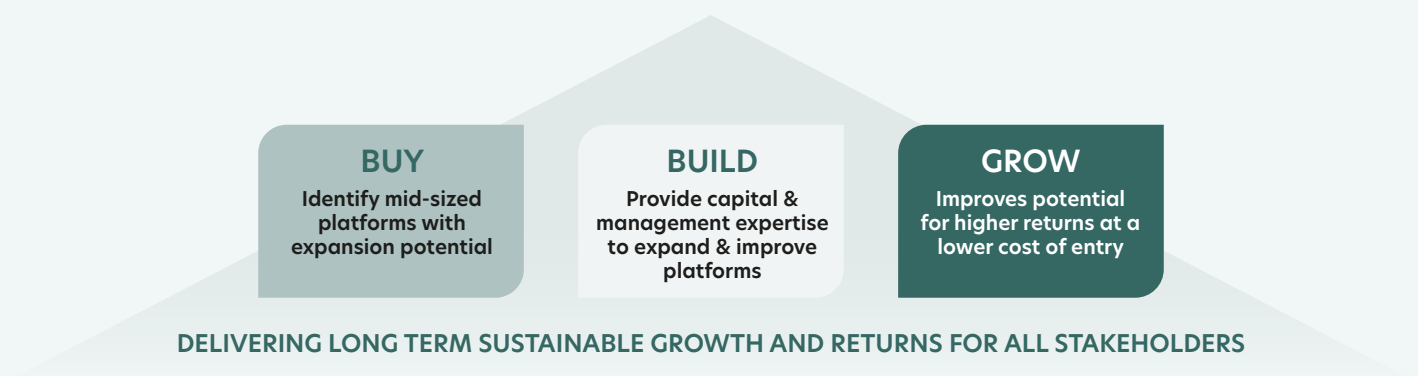 BUY
Identify mid-sized
platforms with
expansion potential
BUILD
Provide capital &
management expertise
to expand & improve
platforms
GROW
Improves potential
for higher returns at a
lower cost of entry
DELIVERING LONG TERM SUSTAINABLE GROWTH AND RETURNS FOR ALL STAKEHOLDERS